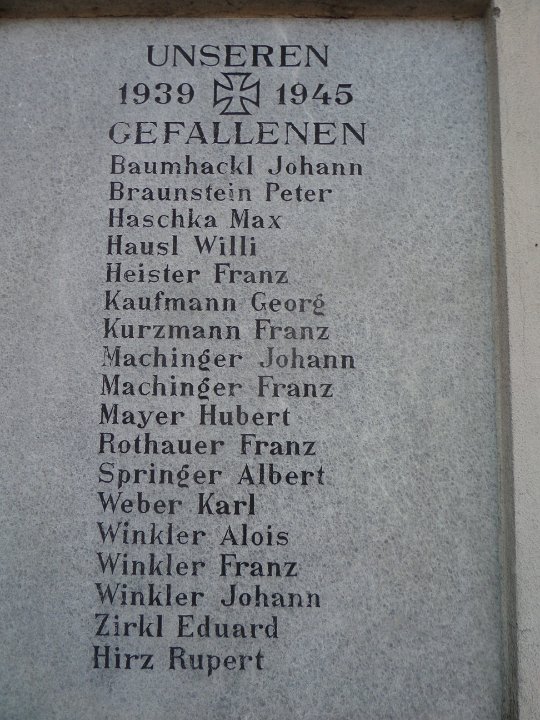 UNSEREN
1939 1945
GEFALLENEN
Baumhackl Johann
Braunstein Peter
Haschka Max
Hausl Willi
Heister Franz
Kaufmann Georg
Kurzmann Franz
Machinger Johann
Machinger Franz
Mayer Hubert
Rothauer Franz
Springer Albert
Weber Karl
Winkler Alois
Winkler Franz
Winkler Johann
Zirkl Eduard
Hirz Rupert